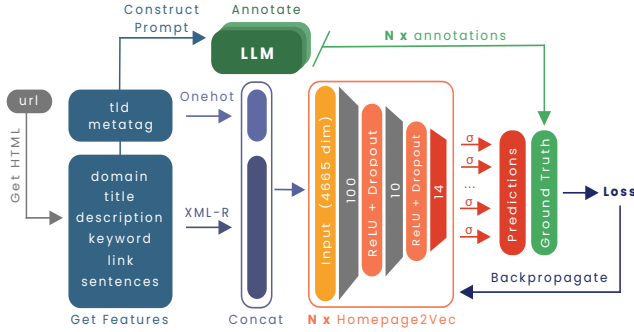 Construct
Prompt
Annotate
LLM
N x annotations
url
Get HTML
tld
metatag
Onehot
domain
title
description
keyword
link
sentences
XML-R
Get Features
Concat
Input (4665 dim)
100
ReLU + Dropout
10
ReLU + Dropout
14
N x Homepage2Vec
σ
σ
...
σ
σ
Predictions
Ground Truth
Loss
Backpropagate